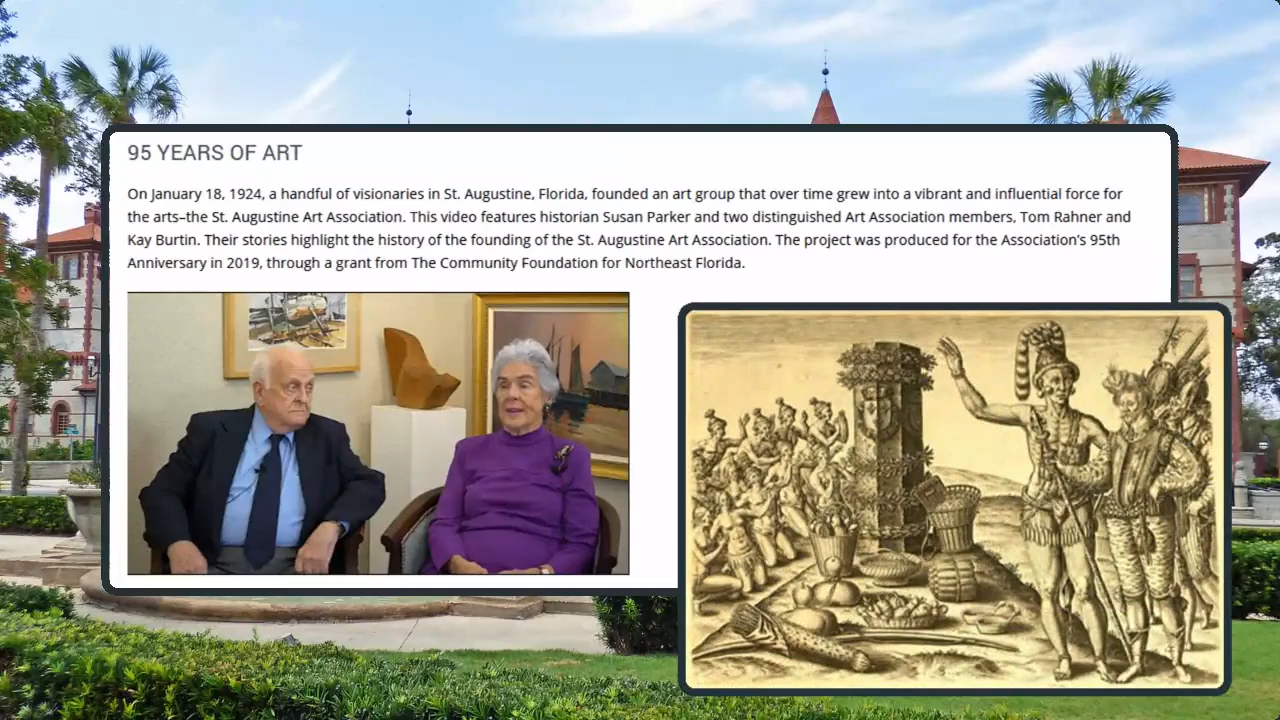 95 YEARS OF ART
On January 18, 1924, a handful of visionaries in St. Augustine, Florida, founded an art group that over time grew into a vibrant and influential force for
the arts–the St. Augustine Art Association. This video features historian Susan Parker and two distinguished Art Association members, Tom Rahner and
Kay Burtin. Their stories highlight the history of the founding of the St. Augustine Art Association. The project was produced for the Association's 95th
Anniversary in 2019, through a grant from The Community Foundation for Northeast Florida.